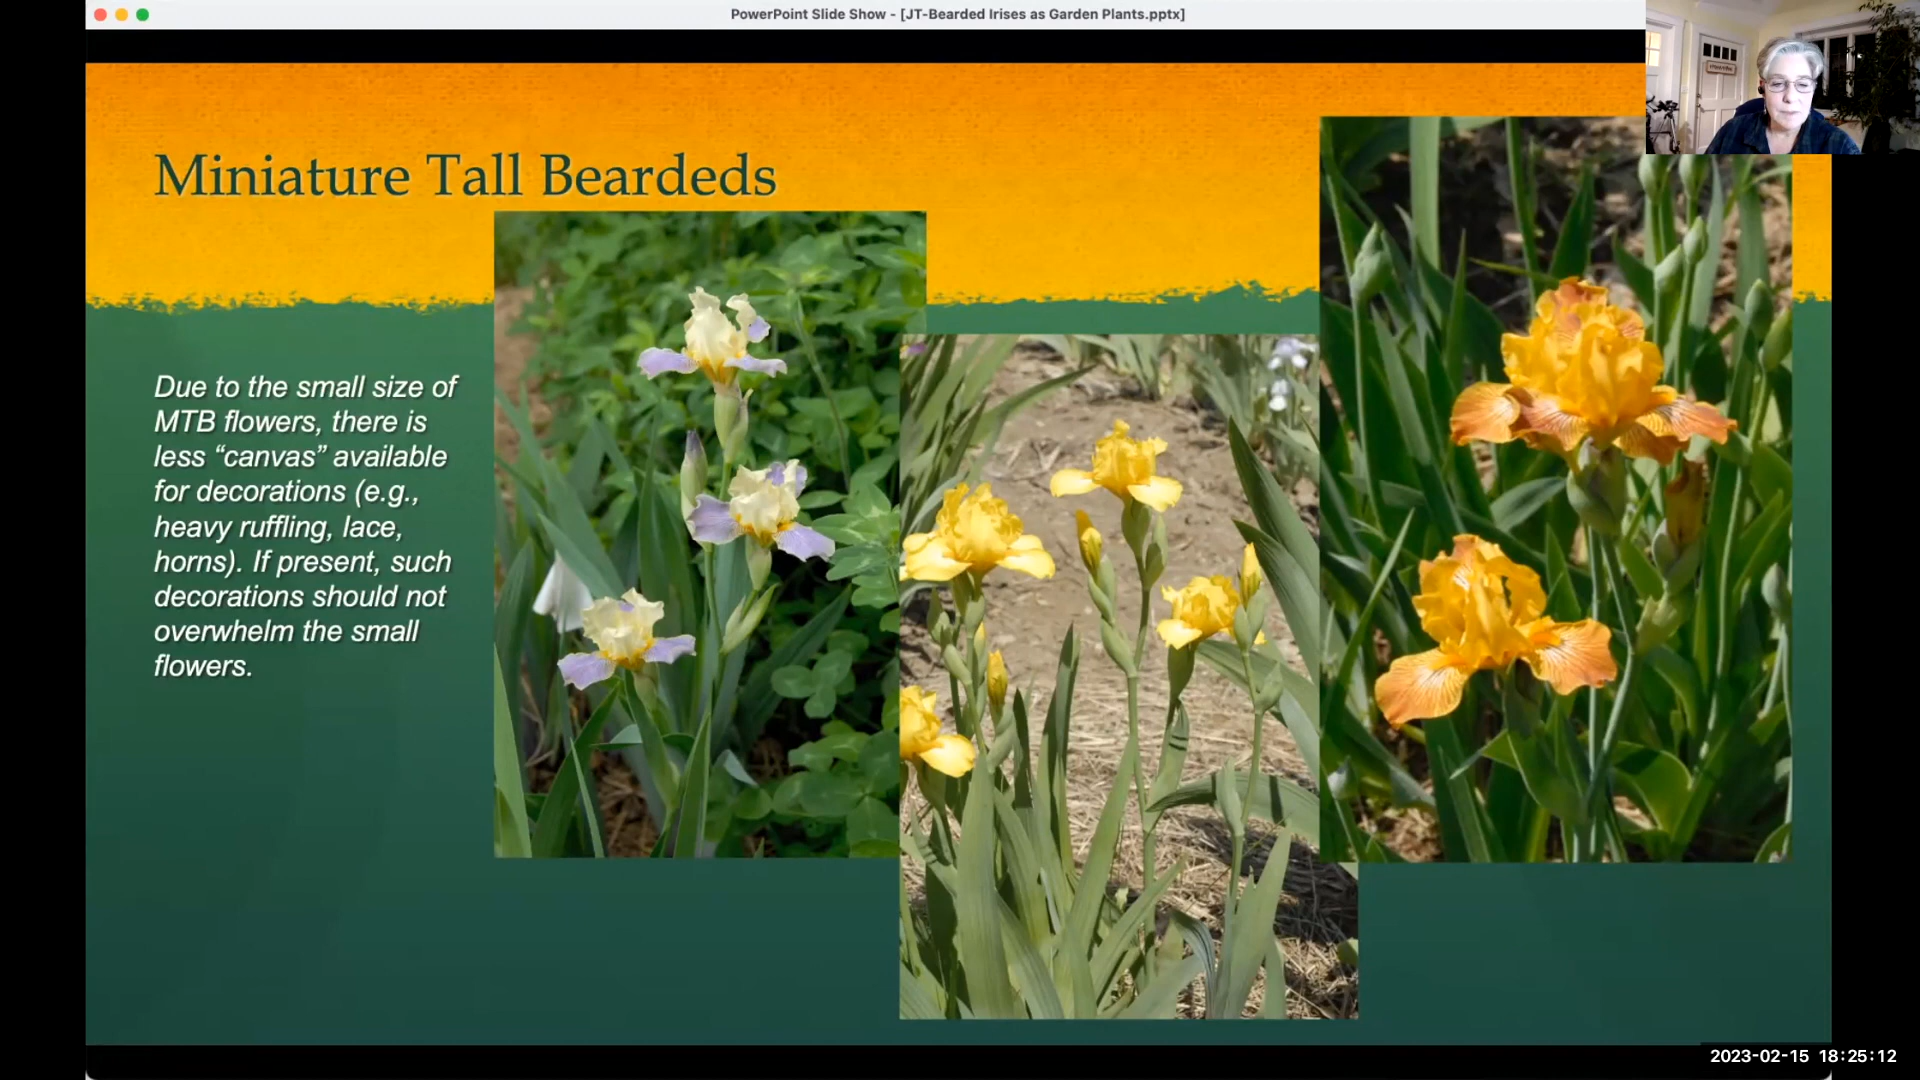 PowerPoint Slide Show - [JT-Bearded Irises as Garden Plants.pptx]
Miniature Tall Beardeds
Due to the small size of
MTB flowers, there is
less “canvas” available
for decorations (e.g.,
heavy ruffling, lace,
horns). If present, such
decorations should not
overwhelm the small
flowers.
2023-02-15 18:25:12